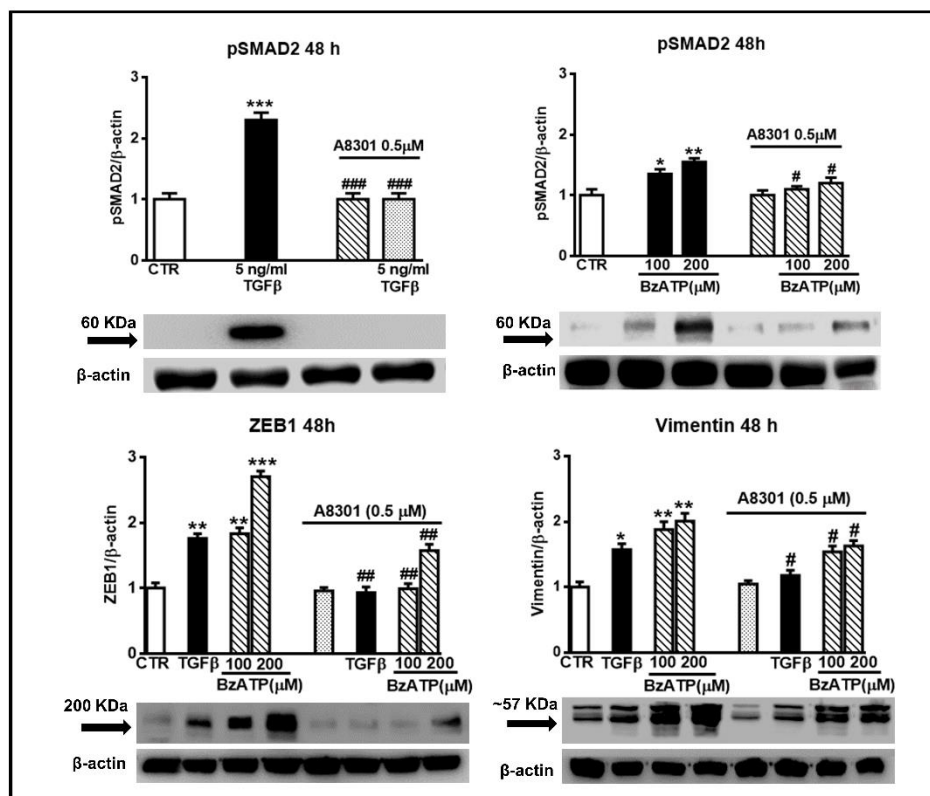 pSMAD2 48 h
pSMAD2/β-actin
3
2
1
0
***
A8301 0.5μM
### ###
CTR
5 ng/ml
TGFβ
5 ng/ml
TGFβ
60 KDa
β-actin
pSMAD2 48h
pSMAD2/β-actin
3
2
1
0
* **
A8301 0.5μM
# #
CTR
100 200
BzATP(μM)
100 200
BzATP(μM)
60 KDa
β-actin
ZEB1 48h
ZEB1/β-actin
3
2
1
0
** ** ***
A8301 (0.5 μM)
## ## ##
CTR TGFβ 100 200 TGFβ 100 200
BzATP(μM) BzATP(μM)
200 KDa
β-actin
Vimentin 48 h
Vimentin/β-actin
3
2
1
0
* ** **
A8301 (0.5 μM)
# # #
CTR TGFβ 100 200 TGFβ 100 200
BzATP(μM) BzATP(μM)
~57 KDa
β-actin